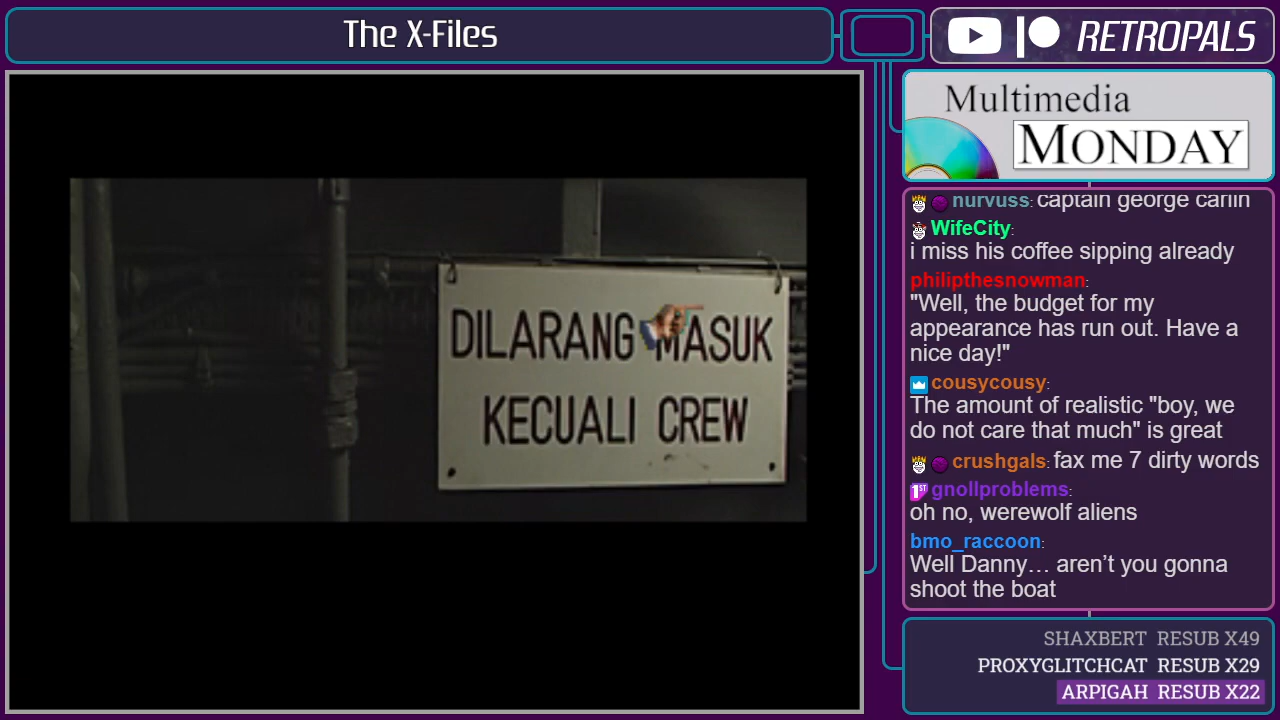 The X-Files
RETROPALS
Multimedia
MONDAY
DILARANG MASUK
KECUALI CREW
nurvuss: captain george carlin
WifeCity:
i miss his coffee sipping already
philipthesnowman:
"Well, the budget for my
appearance has run out. Have a
nice day!"
cousycousy:
The amount of realistic "boy, we
do not care that much" is great
crushgals: fax me 7 dirty words
1ST gnollproblems:
oh no, werewolf aliens
bmo_raccoon:
Well Danny… aren’t you gonna
shoot the boat
SHAXBERT RESUB X49
PROXYGLITCHCAT RESUB X29
ARPIGAH RESUB X22